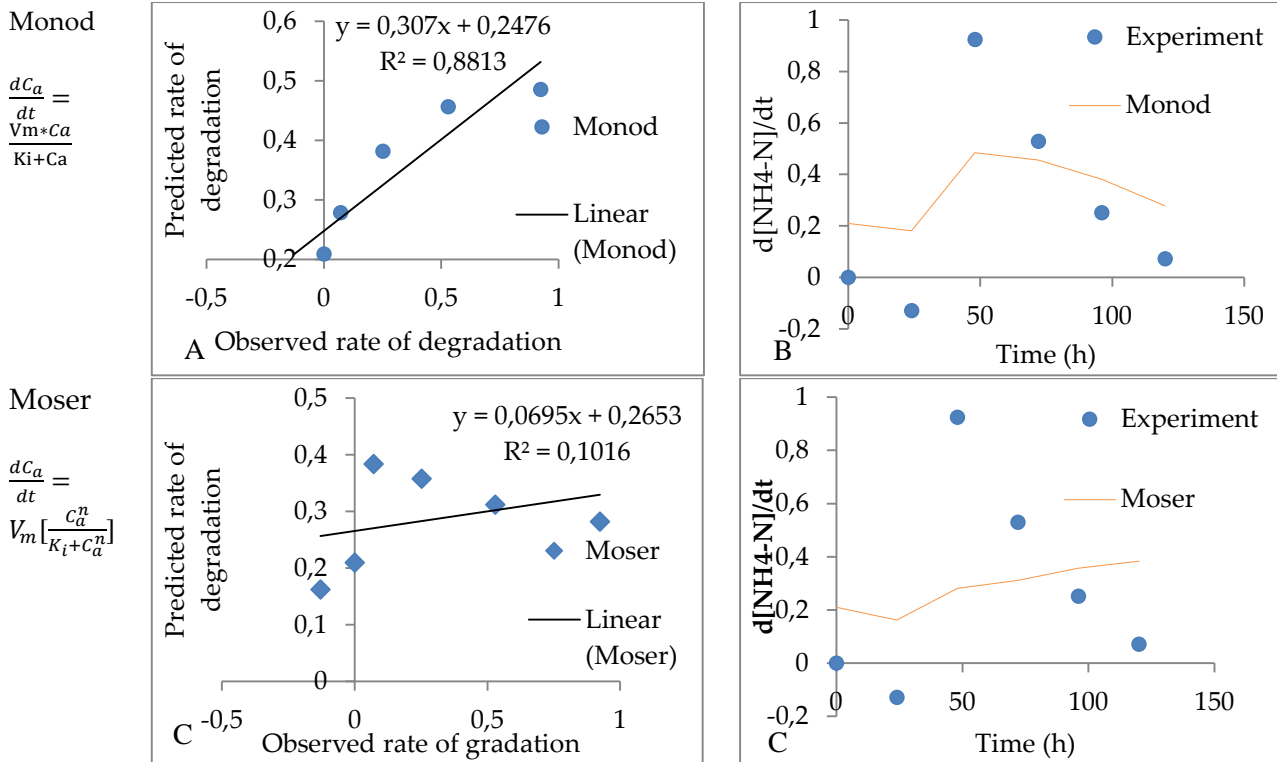 Monod
dC_a/dt =
Vm*Ca/Ki+Ca
Predicted rate of
degradation
0,6
0,5
0,4
0,3
0,2
y = 0,307x + 0,2476
R² = 0,8813
Monod
Linear
(Monod)
-0,5
0
0,5
1
A
Observed rate of degradation
d[NH4-N]/dt
1
0,8
0,6
0,4
0,2
0
-0,2
Experiment
Monod
0
50
100
150
B
Time (h)
Moser
dC_a/dt =
V_m[C_a^n/K_i+C_a^n]
Predicted rate of
degradation
0,5
0,4
0,3
0,2
0,1
0
y = 0,0695x + 0,2653
R² = 0,1016
Moser
Linear
(Moser)
-0,5
0
0,5
1
C
Observed rate of gradation
d[NH4-N]/dt
1
0,8
0,6
0,4
0,2
0
-0,2
Experiment
Moser
0
50
100
150
C
Time (h)